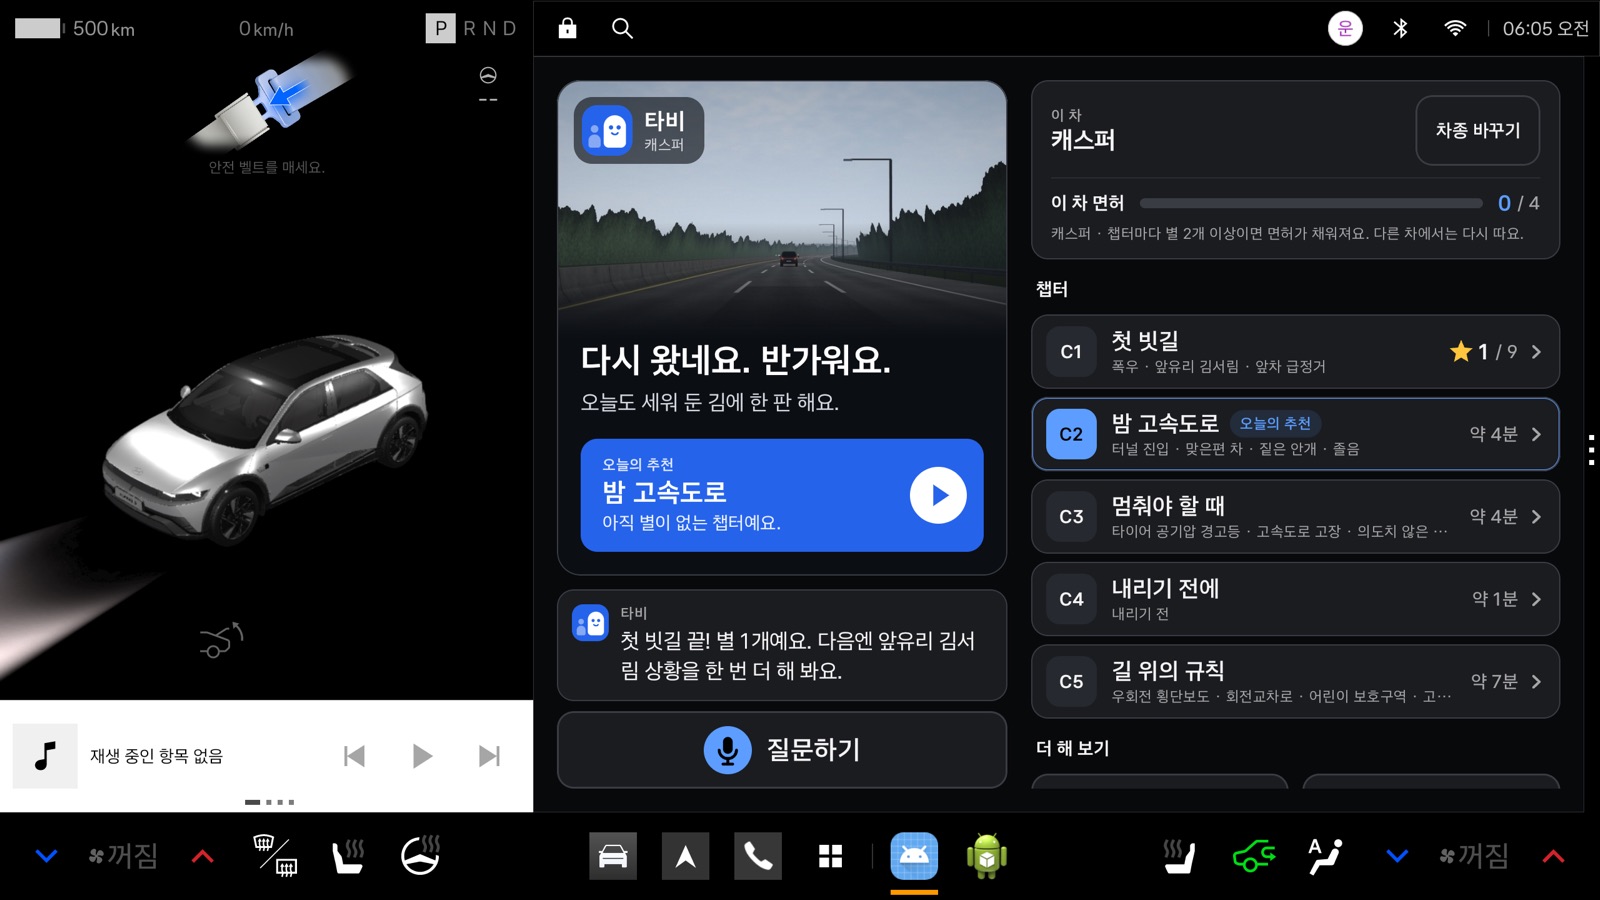 500 km
0 km/h
P R N D
안전 벨트를 매세요.
--
재생 중인 항목 없음
운
06:05 오전
타비
캐스퍼
다시 왔네요. 반가워요.
오늘도 세워 둔 김에 한 판 해요.
오늘의 추천
밤 고속도로
아직 별이 없는 챕터예요.
타비
첫 빗길 끝! 별 1개예요. 다음엔 앞유리 김서
림 상황을 한 번 더 해 봐요.
질문하기
이 차
캐스퍼
차종 바꾸기
이 차 면허
0 / 4
캐스퍼 · 챕터마다 별 2개 이상이면 면허가 채워져요. 다른 차에서는 다시 따요.
챕터
C1
첫 빗길
폭우 · 앞유리 김서림 · 앞차 급정거
1 / 9
C2
밤 고속도로
오늘의 추천
터널 진입 · 맞은편 차 · 짙은 안개 · 졸음
약 4분
C3
멈춰야 할 때
타이어 공기압 경고등 · 고속도로 고장 · 의도치 않은 ···
약 4분
C4
내리기 전에
내리기 전
약 1분
C5
길 위의 규칙
우회전 횡단보도 · 회전교차로 · 어린이 보호구역 · 고···
약 7분
더 해 보기
꺼짐
A
꺼짐